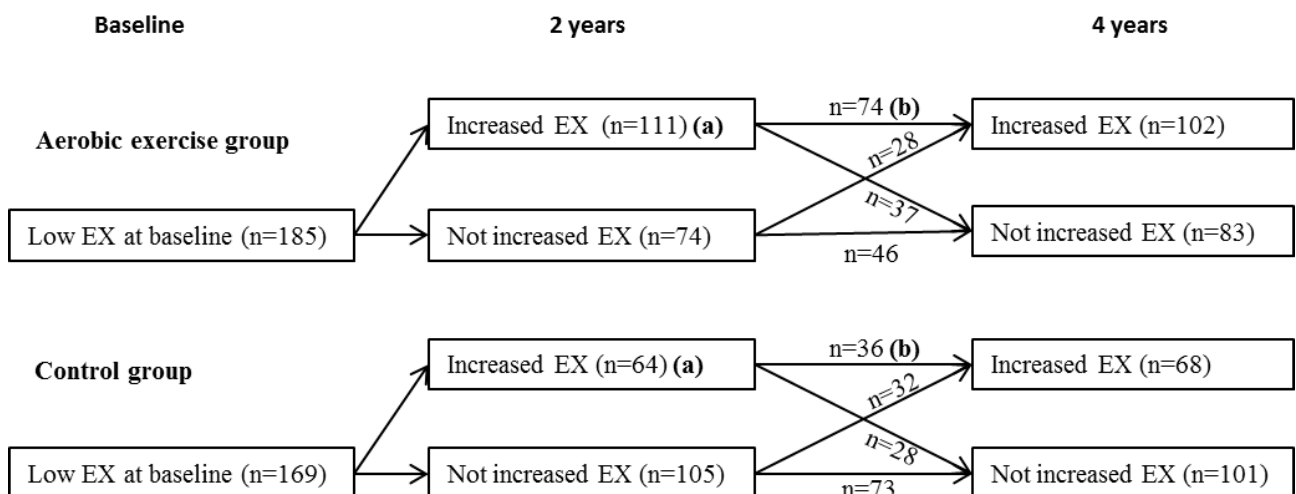 Baseline 2 years 4 years
Increased EX (n=111) (a)
n=74 (b)
Increased EX (n=102)
Aerobic exercise group
n=28
n=37
Low EX at baseline (n=185)
Not increased EX (n=74)
n=46
Not increased EX (n=83)
Increased EX (n=64) (a)
n=36 (b)
Increased EX (n=68)
Control group
n=32
n=28
Low EX at baseline (n=169)
Not increased EX (n=105)
n=73
Not increased EX (n=101)